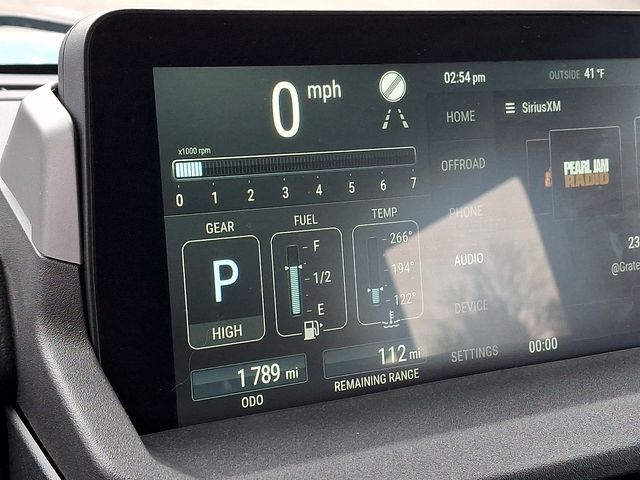 0 mph
02:54 pm
OUTSIDE 41 °F
HOME
SiriusXM
x1000 rpm
0 1 2 3 4 5 6 7
OFFROAD
PEARL JAM
RADIO
GEAR
FUEL
TEMP
PHONE
P
HIGH
F
1/2
E
266°
194°
122°
AUDIO
23
@Grate
DEVICE
SETTINGS
00:00
1 789 mi
ODO
112 mi
REMAINING RANGE